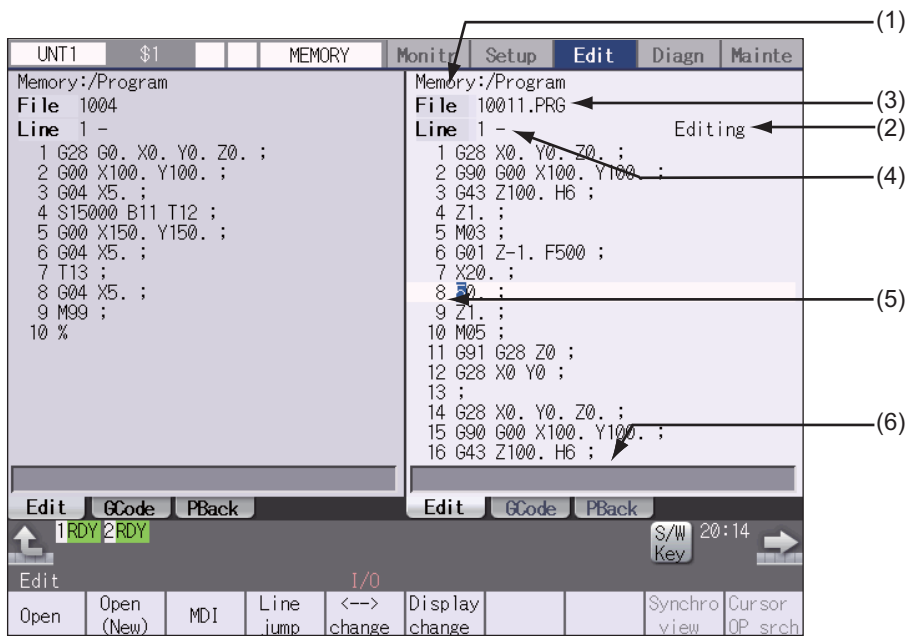 (1)
UNT1 $1 MEMORY Monitr Setup Edit Diagn Mainte
Memory:/Program
File 1004
Line 1 -
1 G28 G0. X0. Y0. Z0. ;
2 G00 X100. Y100. ;
3 G04 X5. ;
4 S15000 B11 T12 ;
5 G00 X150. Y150. ;
6 G04 X5. ;
7 T13 ;
8 G04 X5. ;
9 M99 ;
10 %
Memory:/Program
File 10011.PRG (3)
Line 1 - Editing (2)
1 G28 X0. Y0. Z0. ;
2 G90 G00 X100. Y100. ;
(4)
3 G43 Z100. H6 ;
4 Z1. ;
5 M03 ;
6 G01 Z-1. F500 ;
7 X20. ;
8 0. ;
(5)
9 Z1. ;
10 M05 ;
11 G91 G28 Z0 ;
12 G28 X0 Y0 ;
13 ;
14 G28 X0. Y0. Z0. ;
15 G90 G00 X100. Y100. ;
(6)
16 G43 Z100. H6 ;
Edit GCode PBack
Edit GCode PBack
1 RDY 2 RDY
S/W Key 20:14
Edit I/O
Open
Open (New)
MDI
Line jump
<--> change
Display change
Synchro view
Cursor OP srch